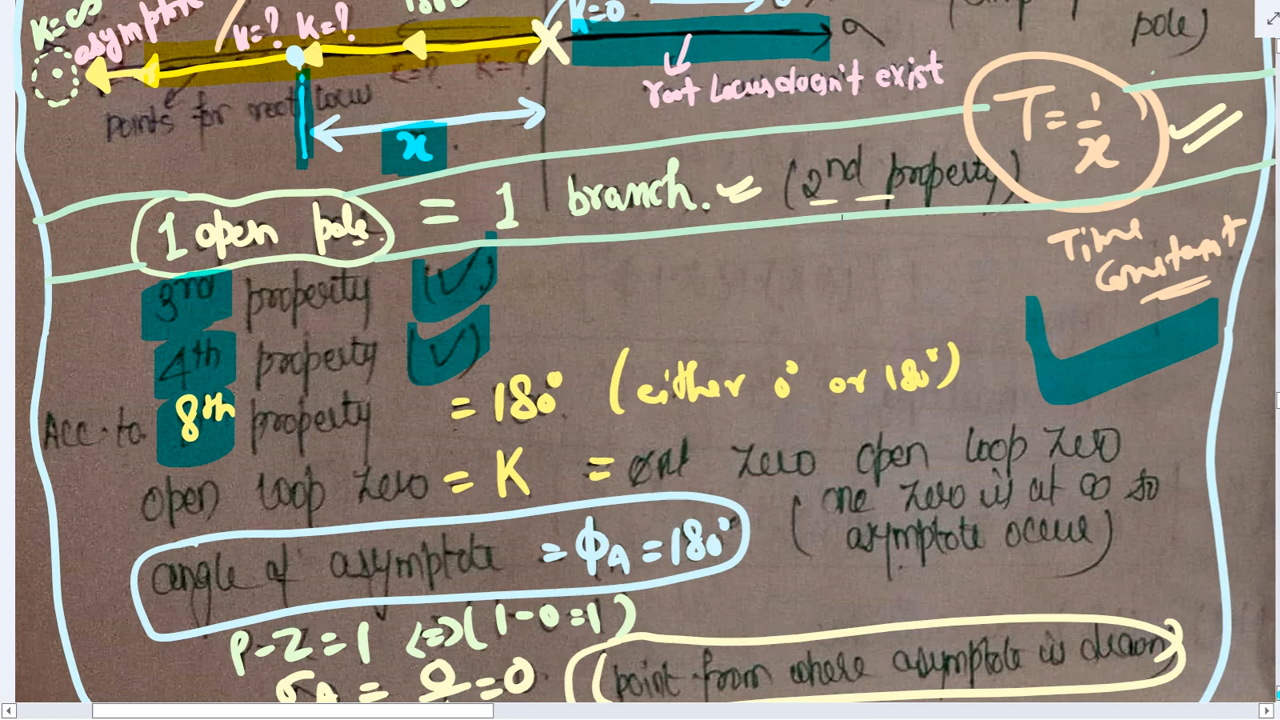 K=∞
asymptote
K=? K=?
K=0
σ
pole)
K=? K=?
root Locus doesn't exist
points for root locus
x
T = 1/x
1 open pole = 1 branch. (2nd property)
Time Constant
3rd property (✓)
4th property (✓)
Acc. to 8th property = 180° (either 0° or 180°)
open loop zero = K = zero open loop zero
(one zero is at ∞ so
asymptote occur)
angle of asymptote = ϕA = 180°
P-Z = 1 <=> (1-0=1)
σA = 0 = 0. (point from where asymptote is drawn)